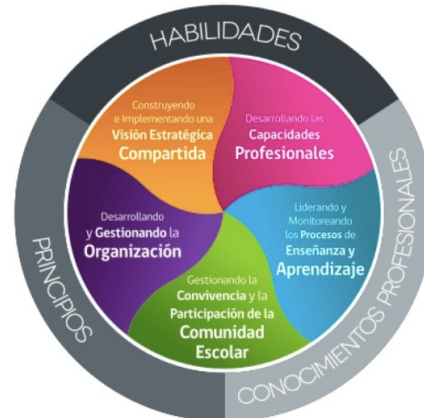 HABILIDADES
Construyendo
e Implementando una
Visión Estratégica
Compartida
Desarrollando las
Capacidades
Profesionales
Desarrollando
y Gestionando la
Organización
Liderando y
Monitoreando
los Procesos de
Enseñanza y
Aprendizaje
Gestionando la
Convivencia y la
Participación de la
Comunidad
Escolar
PRINCIPIOS
CONOCIMIENTOS PROFESIONALES